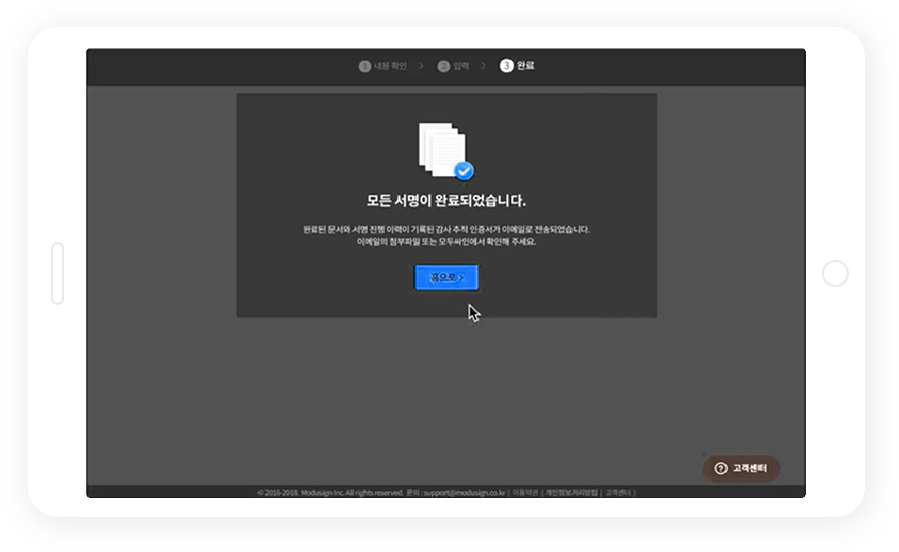 1 내용 확인 > 2 입력 > 3 완료
모든 서명이 완료되었습니다.
완료된 문서와 서명 진행 이력이 기록된 감사 추적 인증서가 이메일로 전송되었습니다.
이메일의 첨부파일 또는 모두싸인에서 확인해 주세요.
홈으로 >
고객센터
© 2016-2018. Modusign Inc. All rights reserved. 문의 : support@modusign.co.kr | 이용약관 | 개인정보처리방침 | 고객센터 |